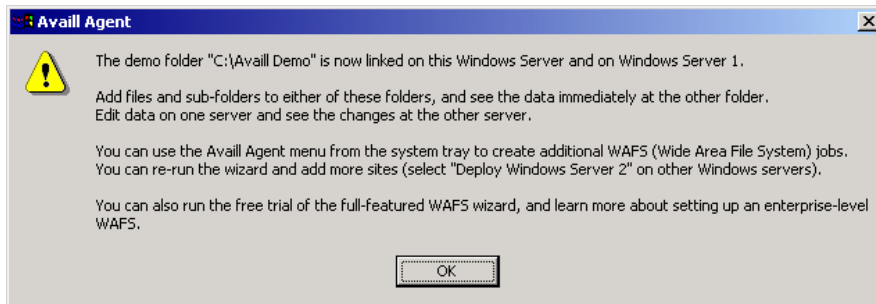 Availl Agent
The demo folder "C:\Availl Demo" is now linked on this Windows Server and on Windows Server 1.
Add files and sub-folders to either of these folders, and see the data immediately at the other folder.
Edit data on one server and see the changes at the other server.
You can use the Availl Agent menu from the system tray to create additional WAFS (Wide Area File System) jobs.
You can re-run the wizard and add more sites (select "Deploy Windows Server 2" on other Windows servers).
You can also run the free trial of the full-featured WAFS wizard, and learn more about setting up an enterprise-level
WAFS.
OK